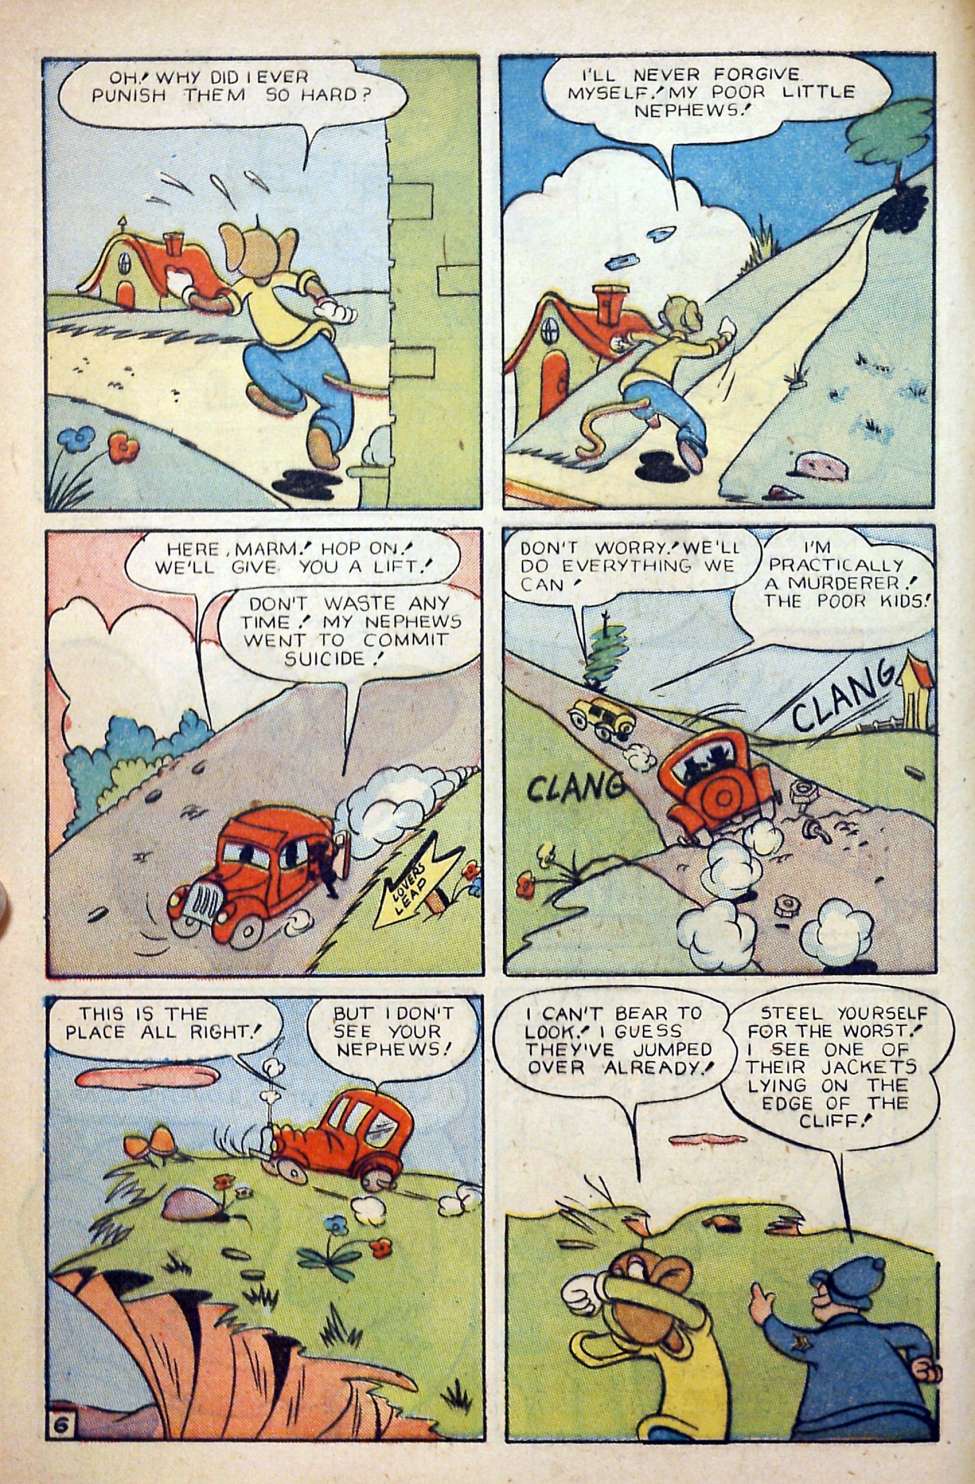 OH! WHY DID I EVER
PUNISH THEM SO HARD?
I'LL NEVER FORGIVE
MYSELF! MY POOR LITTLE
NEPHEWS!
HERE, MARM! HOP ON!
WE'LL GIVE YOU A LIFT!
DON'T WASTE ANY
TIME! MY NEPHEWS
WENT TO COMMIT
SUICIDE!
LOVERS
LEAP
DON'T WORRY! WE'LL
DO EVERYTHING WE
CAN!
I'M
PRACTICALLY
A MURDERER!
THE POOR KIDS!
CLANG
CLANG
THIS IS THE
PLACE ALL RIGHT!
BUT I DON'T
SEE YOUR
NEPHEWS!
6
I CAN'T BEAR TO
LOOK! I GUESS
THEY'VE JUMPED
OVER ALREADY!
STEEL YOURSELF
FOR THE WORST!
I SEE ONE OF
THEIR JACKETS
LYING ON THE
EDGE OF THE
CLIFF!